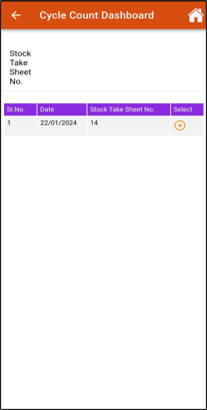 Cycle Count Dashboard
Stock
Take
Sheet
No.
Sr.No. Date Stock Take Sheet No. Select
1 22/01/2024 14